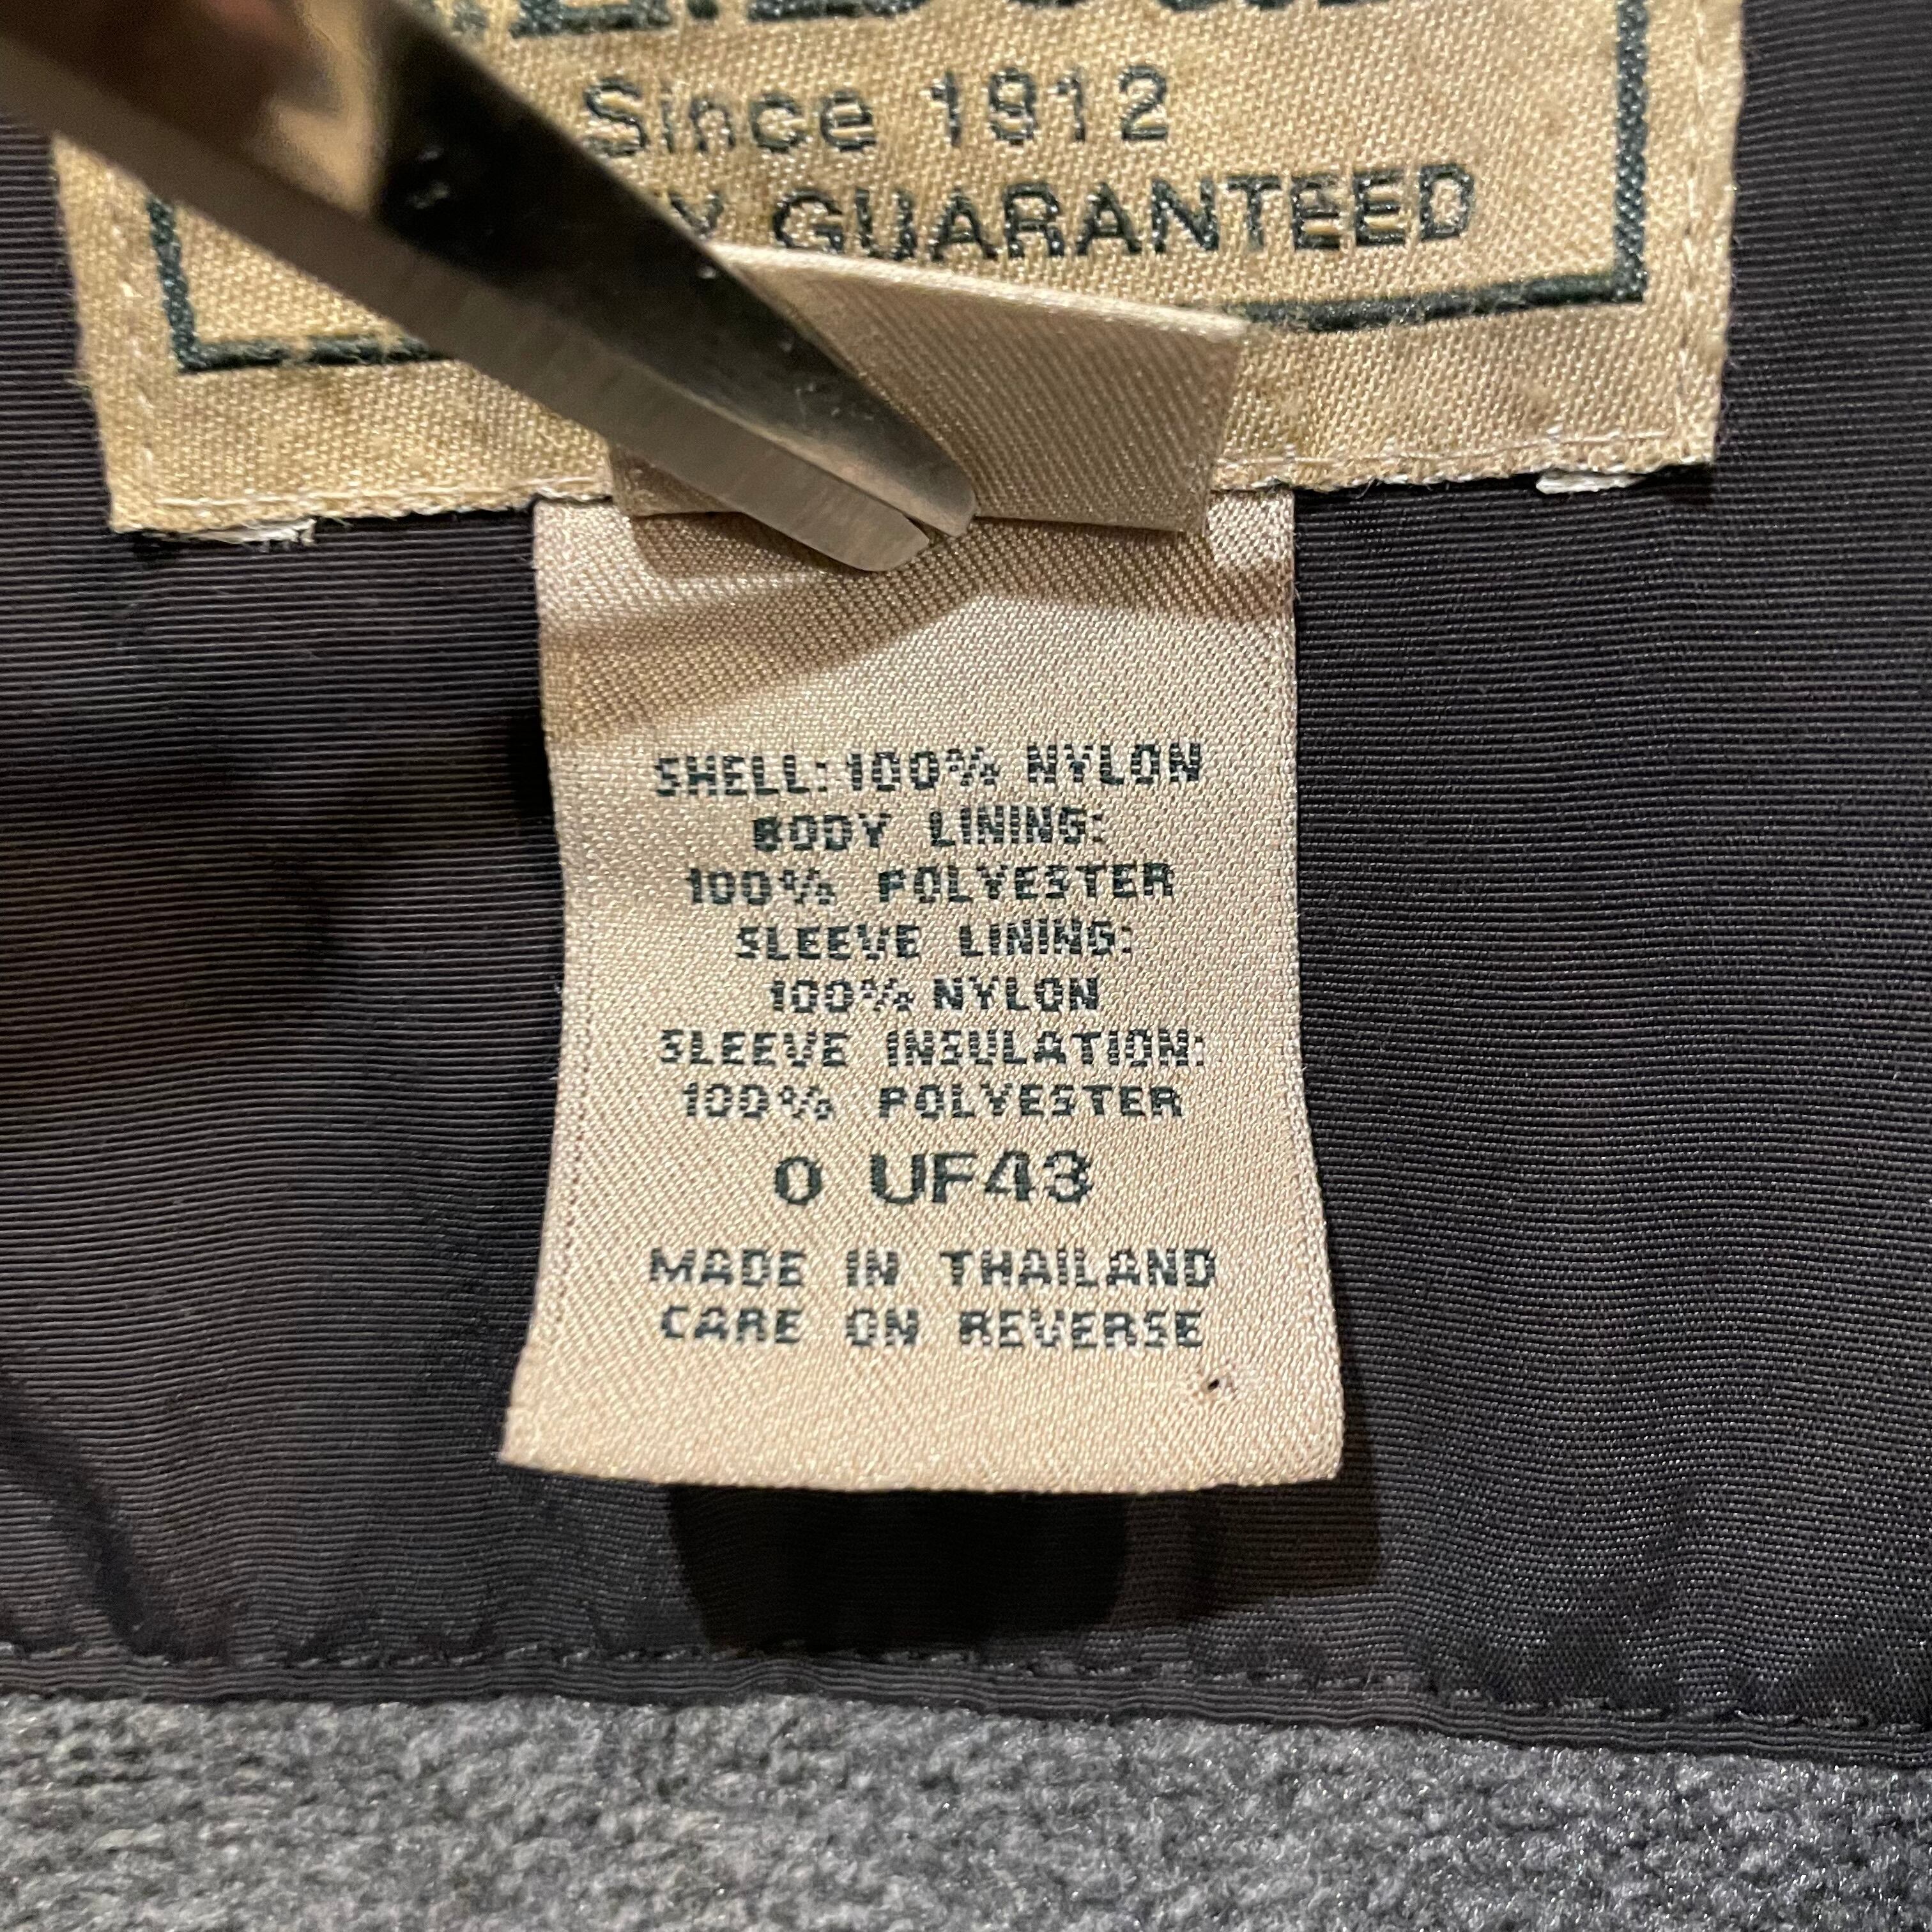 Since 1912
GUARANTEED
SHELL: 100% NYLON
BODY LINING:
100% POLYESTER
SLEEVE LINING:
100% NYLON
SLEEVE INSULATION:
100% POLYESTER
0 UF43
MADE IN THAILAND
CARE ON REVERSE